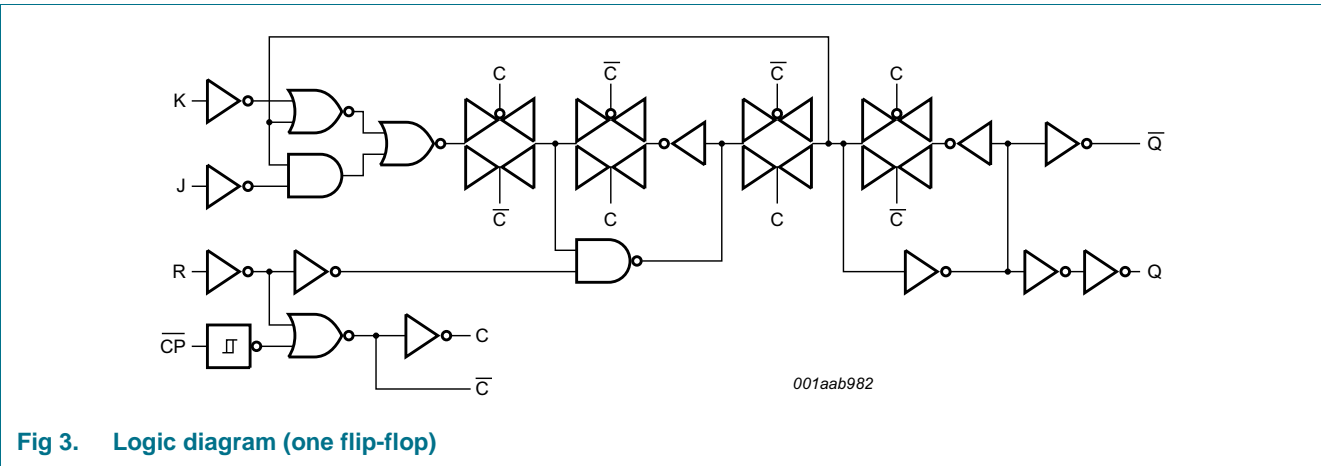 C
C̅
C̅
C
K
Q̅
J
C̅
C
C
C̅
R
Q
C̅P̅
C
C̅
001aab982
Fig 3. Logic diagram (one flip-flop)